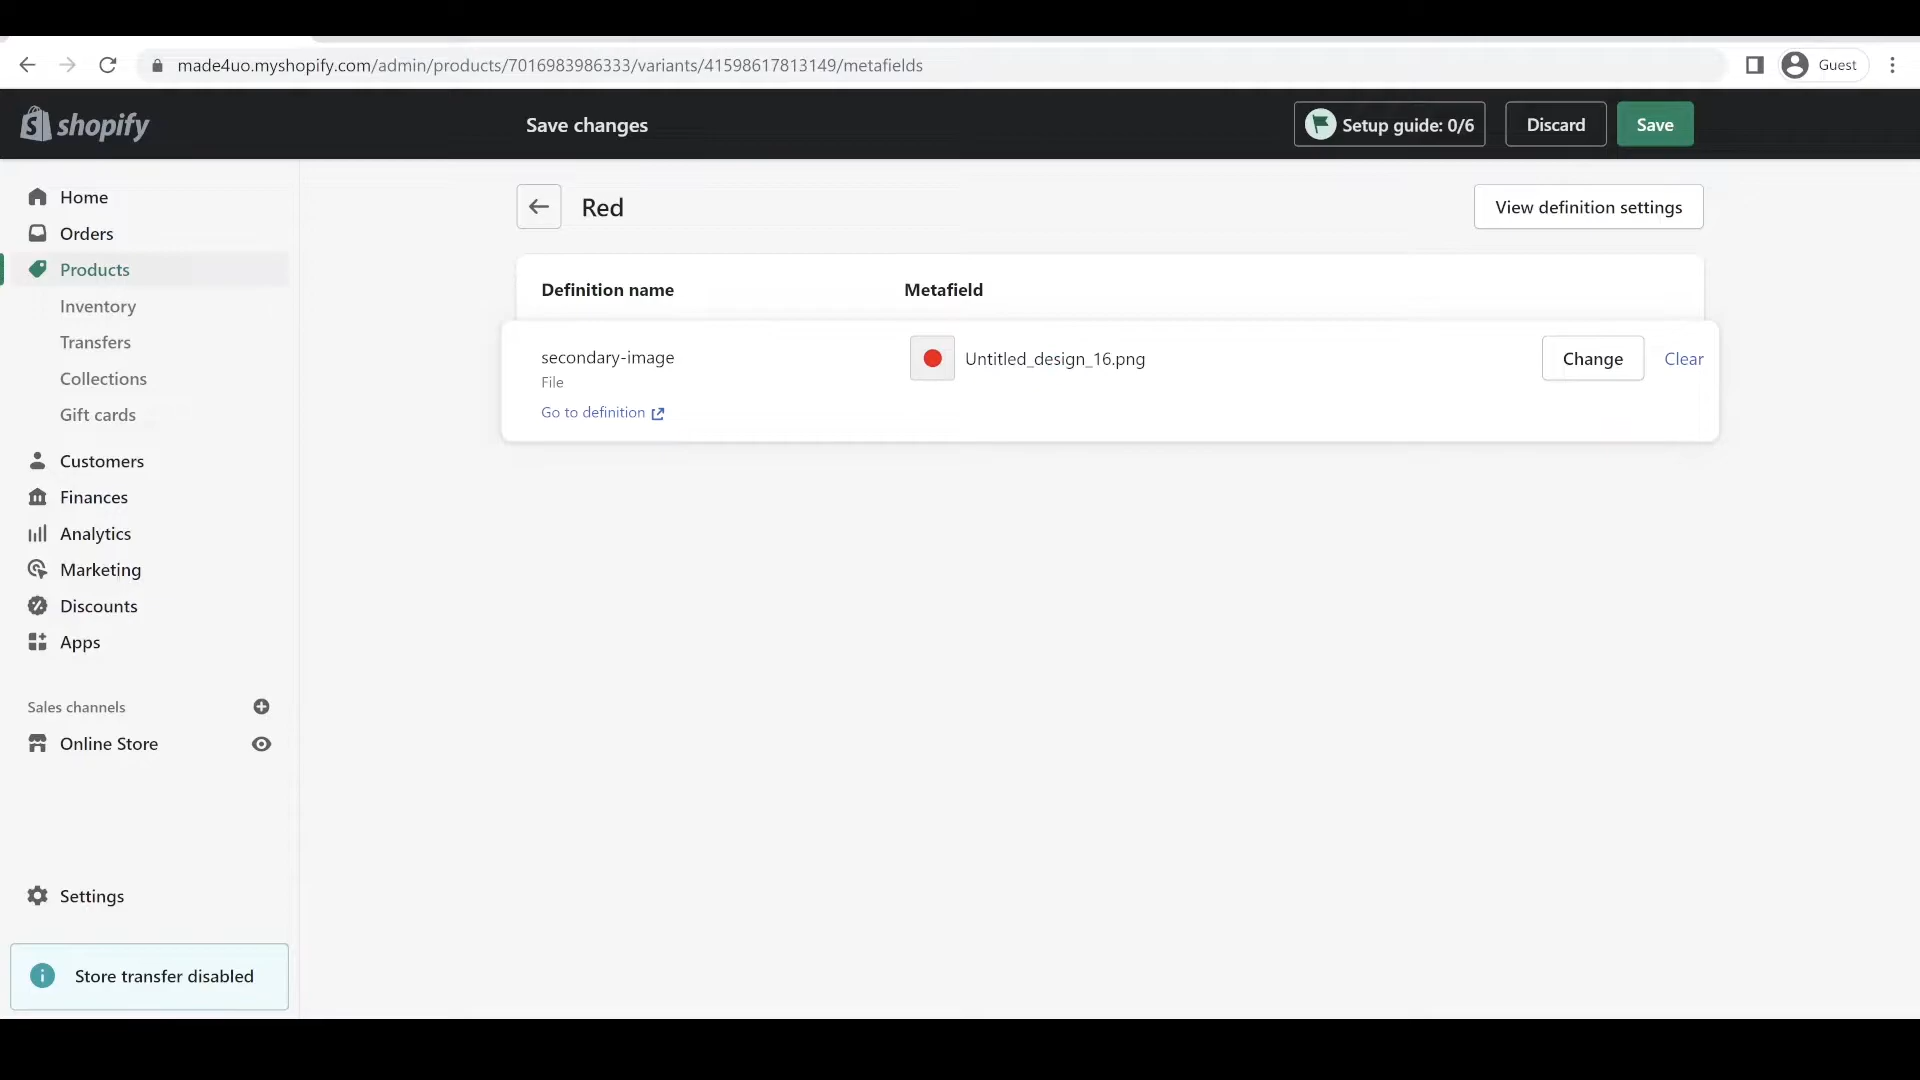 made4uo.myshopify.com/admin/products/7016983986333/variants/41598617813149/metafields
Guest
shopify
Save changes
Setup guide: 0/6
Discard
Save
Home
Orders
Products
Inventory
Transfers
Collections
Gift cards
Customers
Finances
Analytics
Marketing
Discounts
Apps
Sales channels
Online Store
Settings
Store transfer disabled
Red
View definition settings
Definition name
Metafield
secondary-image
File
Go to definition
Untitled_design_16.png
Change
Clear